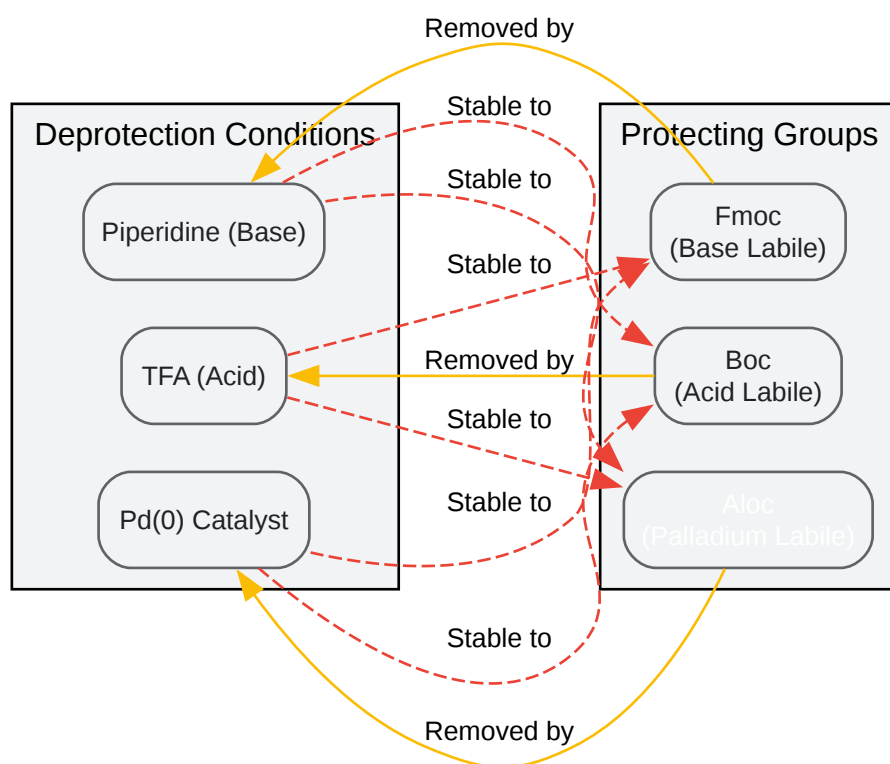 Removed by
Stable to
Deprotection Conditions
Protecting Groups
Stable to
Piperidine (Base)
Fmoc
(Base Labile)
Stable to
Removed by
TFA (Acid)
Boc
(Acid Labile)
Stable to
Stable to
Pd(0) Catalyst
Aloc
(Palladium Labile)
Stable to
Removed by